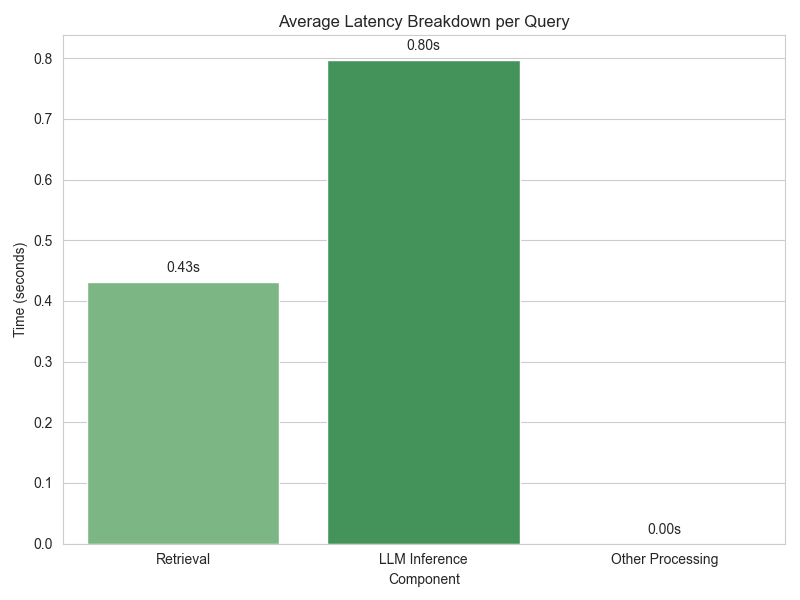 Average Latency Breakdown per Query
Time (seconds)
0.8
0.7
0.6
0.5
0.4
0.3
0.2
0.1
0.0
0.43s
0.80s
0.00s
Retrieval
LLM Inference
Other Processing
Component